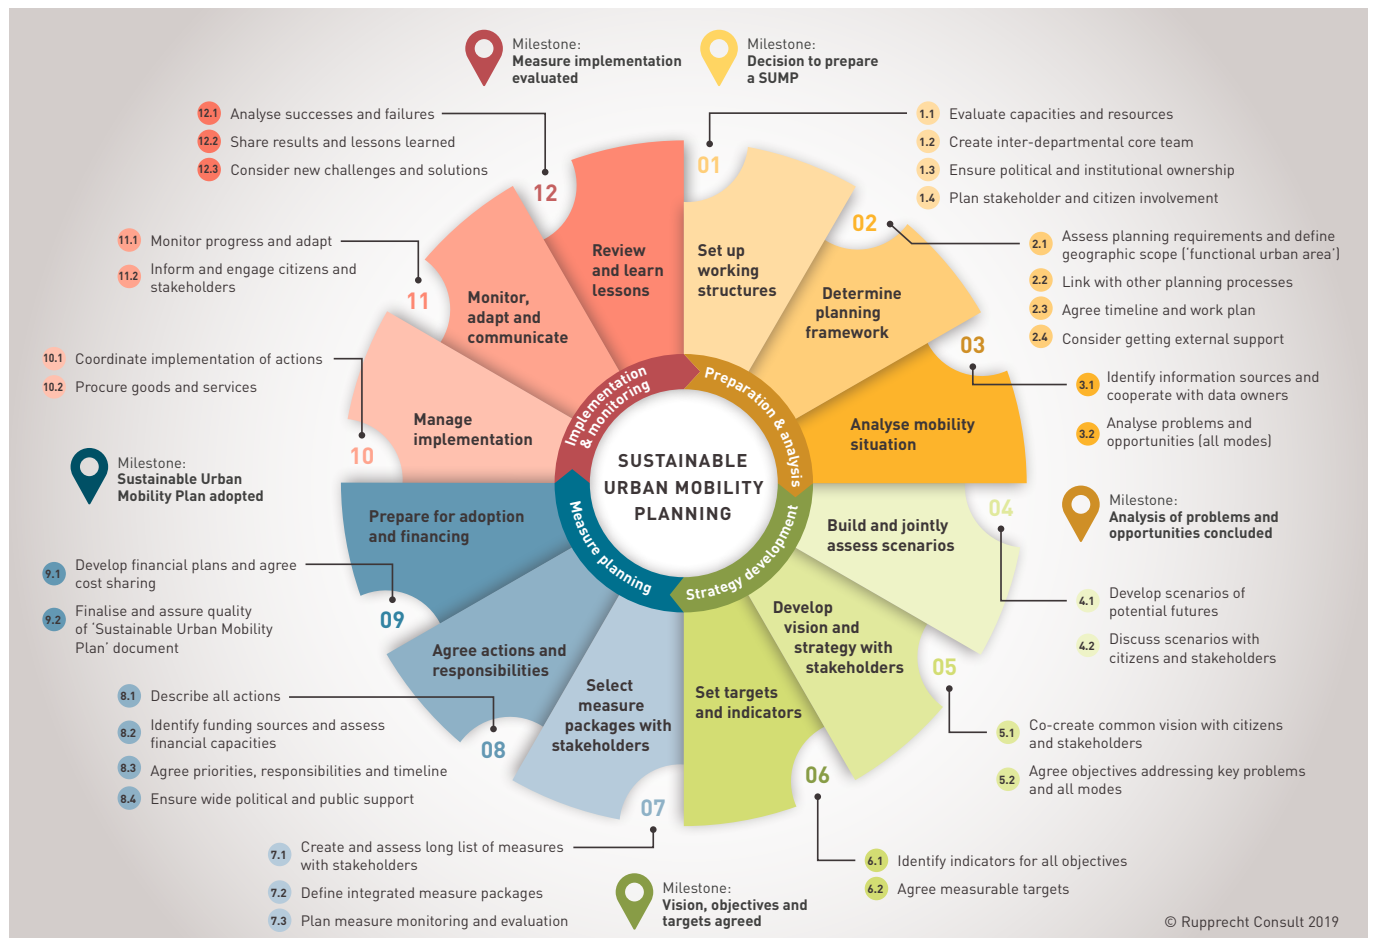 Milestone:
Measure implementation
evaluated
Milestone:
Decision to prepare
a SUMP
12.1 Analyse successes and failures
12.2 Share results and lessons learned
12.3 Consider new challenges and solutions
1.1 Evaluate capacities and resources
1.2 Create inter-departmental core team
1.3 Ensure political and institutional ownership
1.4 Plan stakeholder and citizen involvement
11.1 Monitor progress and adapt
11.2 Inform and engage citizens and
stakeholders
2.1 Assess planning requirements and define
geographic scope (‘functional urban area’)
2.2 Link with other planning processes
2.3 Agree timeline and work plan
2.4 Consider getting external support
10.1 Coordinate implementation of actions
10.2 Procure goods and services
3.1 Identify information sources and
cooperate with data owners
3.2 Analyse problems and
opportunities (all modes)
Milestone:
Sustainable Urban
Mobility Plan adopted
Milestone:
Analysis of problems and
opportunities concluded
01
Set up
working
structures
02
Determine
planning
framework
03
Analyse mobility
situation
04
Build and jointly
assess scenarios
05
Develop
vision and
strategy with
stakeholders
06
Set targets
and indicators
07
Select
measure
packages with
stakeholders
08
Agree actions and
responsibilities
09
Prepare for adoption
and financing
10
Manage
implementation
11
Monitor,
adapt and
communicate
12
Review
and learn
lessons
Preparation & analysis
Strategy development
Measure planning
Implementation
& monitoring
SUSTAINABLE
URBAN MOBILITY
PLANNING
9.1 Develop financial plans and agree
cost sharing
9.2 Finalise and assure quality
of ‘Sustainable Urban Mobility
Plan’ document
4.1 Develop scenarios of
potential futures
4.2 Discuss scenarios with
citizens and stakeholders
8.1 Describe all actions
8.2 Identify funding sources and assess
financial capacities
8.3 Agree priorities, responsibilities and timeline
8.4 Ensure wide political and public support
5.1 Co-create common vision with citizens
and stakeholders
5.2 Agree objectives addressing key problems
and all modes
7.1 Create and assess long list of measures
with stakeholders
7.2 Define integrated measure packages
7.3 Plan measure monitoring and evaluation
6.1 Identify indicators for all objectives
6.2 Agree measurable targets
Milestone:
Vision, objectives and
targets agreed
© Rupprecht Consult 2019